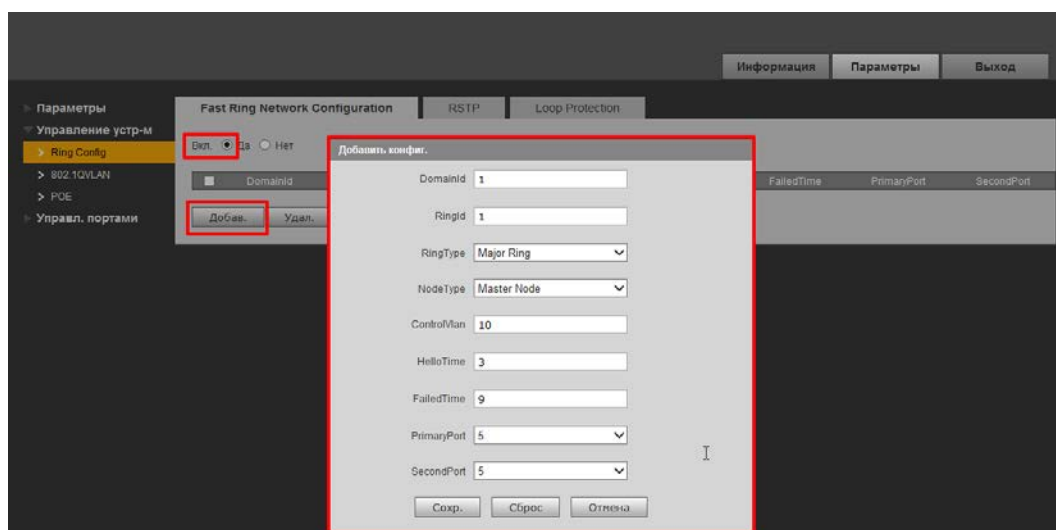 Информация Параметры Выход
Параметры
Управление устр-м
Ring Config
802.1QVLAN
POE
Управл. портами
Fast Ring Network Configuration RSTP Loop Protection
Вкл. Да Нет
DomainId FailedTime PrimaryPort SecondPort
Добав. Удал.
Добавить конфиг.
DomainId 1
RingId 1
RingType Major Ring
NodeType Master Node
ControlVlan 10
HelloTime 3
FailedTime 9
PrimaryPort 5
SecondPort 5
Сохр. Сброс Отмена